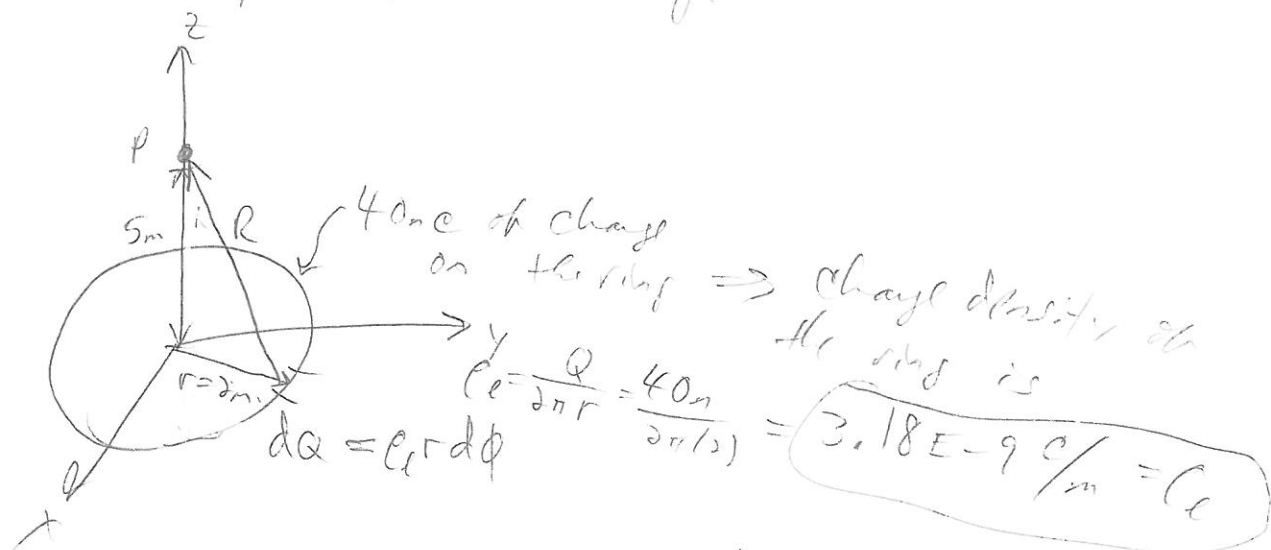 Z
P
5m
R
40nC of charge
on the ring ⇒ charge density on
the ring is
y
r=2m
ρℓ = Q/2πr = 40n/2π(2) = 3.18E-9 C/m = ρℓ
dQ = ρℓ r dϕ
X